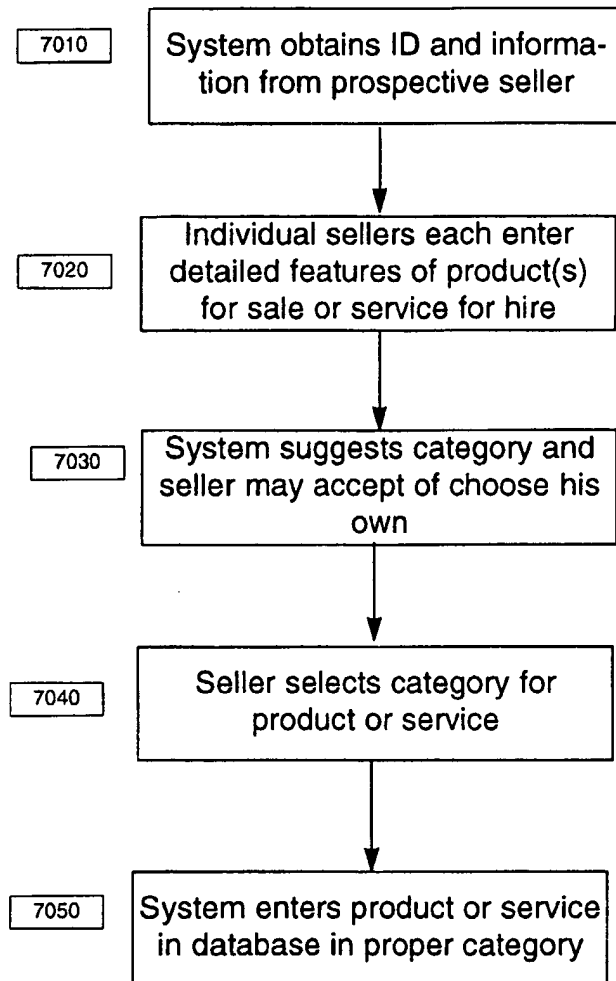 7010
System obtains ID and informa-
tion from prospective seller
7020
Individual sellers each enter
detailed features of product(s)
for sale or service for hire
7030
System suggests category and
seller may accept of choose his
own
7040
Seller selects category for
product or service
7050
System enters product or service
in database in proper category